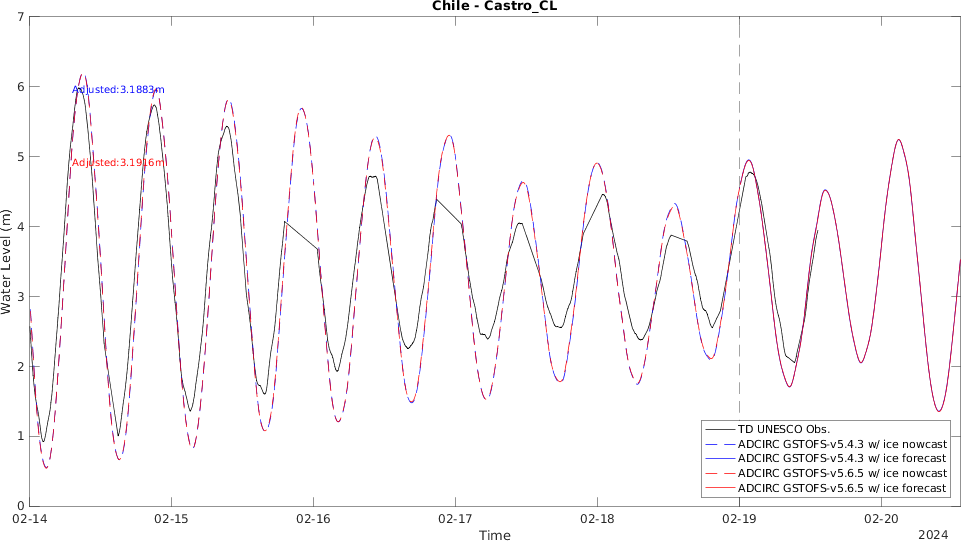 Chile - Castro_CL
7
6
5
4
3
2
1
0
Water Level (m)
Adjusted:3.1883m
Adjusted:3.1916m
TD UNESCO Obs.
ADCIRC GSTOFS-v5.4.3 w/ ice nowcast
ADCIRC GSTOFS-v5.4.3 w/ ice forecast
ADCIRC GSTOFS-v5.6.5 w/ ice nowcast
ADCIRC GSTOFS-v5.6.5 w/ ice forecast
02-14 02-15 02-16 02-17 02-18 02-19 02-20
Time
2024